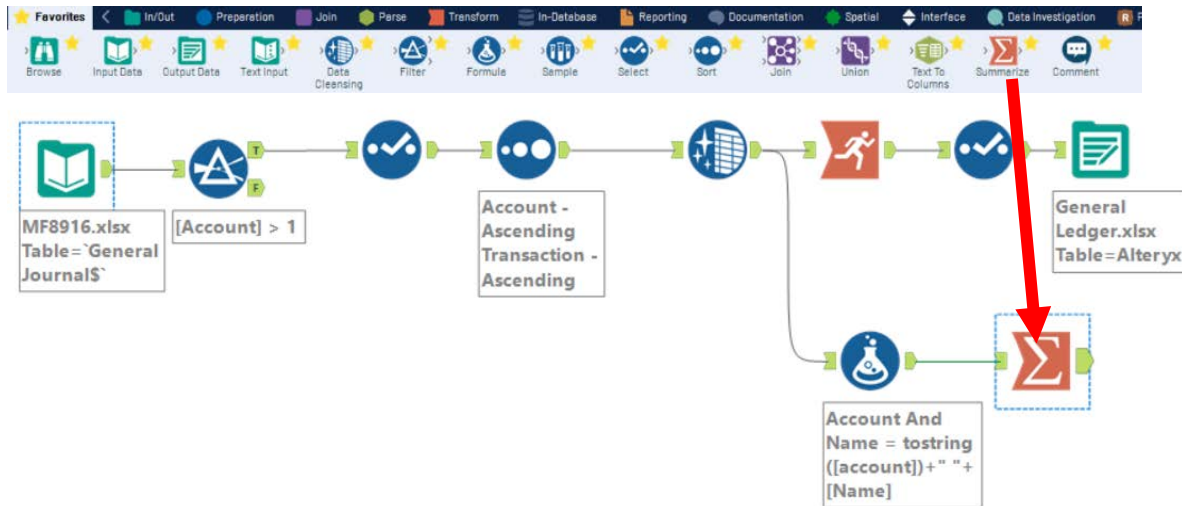 Favorites In/Out Preparation Join Parse Transform In-Database Reporting Documentation Spatial Interface Data Investigation R P
Browse Input Data Output Data Text Input Data Cleansing Filter Formula Sample Select Sort Join Union Text To Columns Summarize Comment
T
F
MF8916.xlsx
Table=`General
Journal$`
[Account] > 1
Account -
Ascending
Transaction -
Ascending
General
Ledger.xlsx
Table=Alteryx
Account And
Name = tostring
([account])+" "+
[Name]